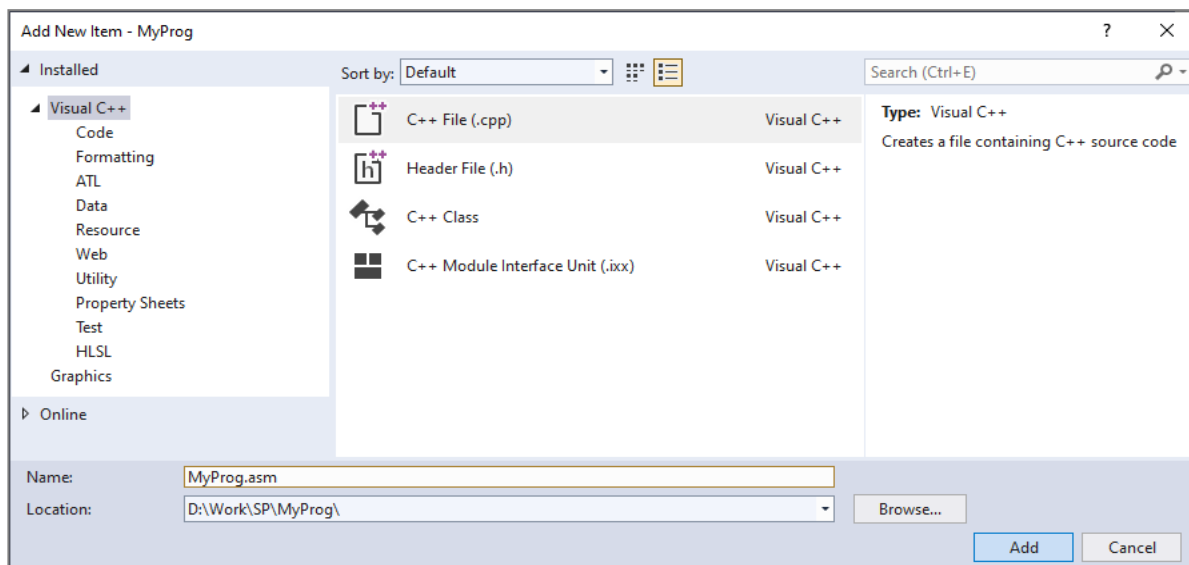 Add New Item - MyProg
?
Installed
Sort by: Default
Search (Ctrl+E)
Visual C++
Code
Formatting
ATL
Data
Resource
Web
Utility
Property Sheets
Test
HLSL
Graphics
Online
C++ File (.cpp) Visual C++
Header File (.h) Visual C++
C++ Class Visual C++
C++ Module Interface Unit (.ixx) Visual C++
Type: Visual C++
Creates a file containing C++ source code
Name: MyProg.asm
Location: D:\Work\SP\MyProg\
Browse...
Add Cancel